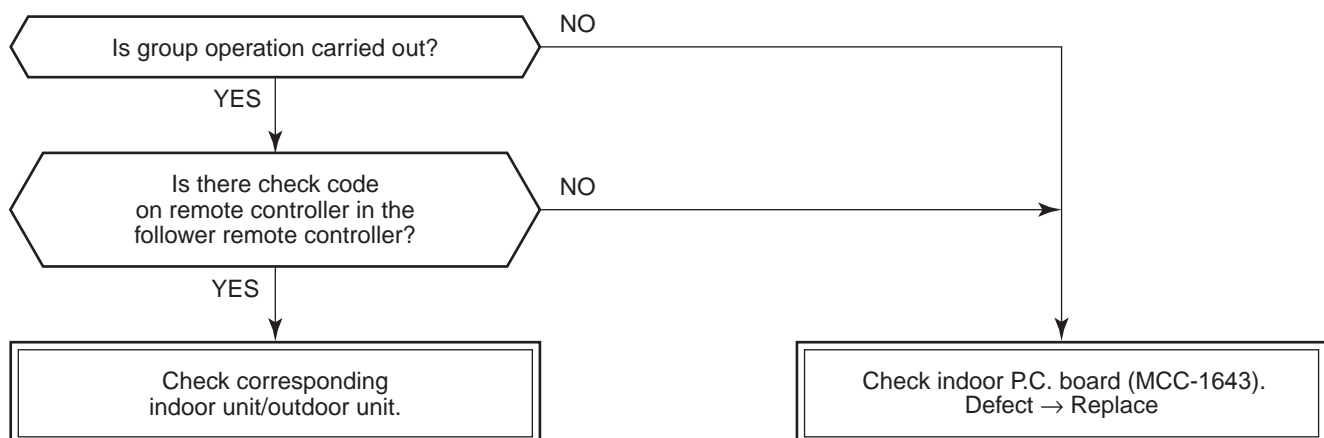 Is group operation carried out?
NO
YES
Is there check code
on remote controller in the
follower remote controller?
NO
YES
Check corresponding
indoor unit/outdoor unit.
Check indoor P.C. board (MCC-1643).
Defect → Replace